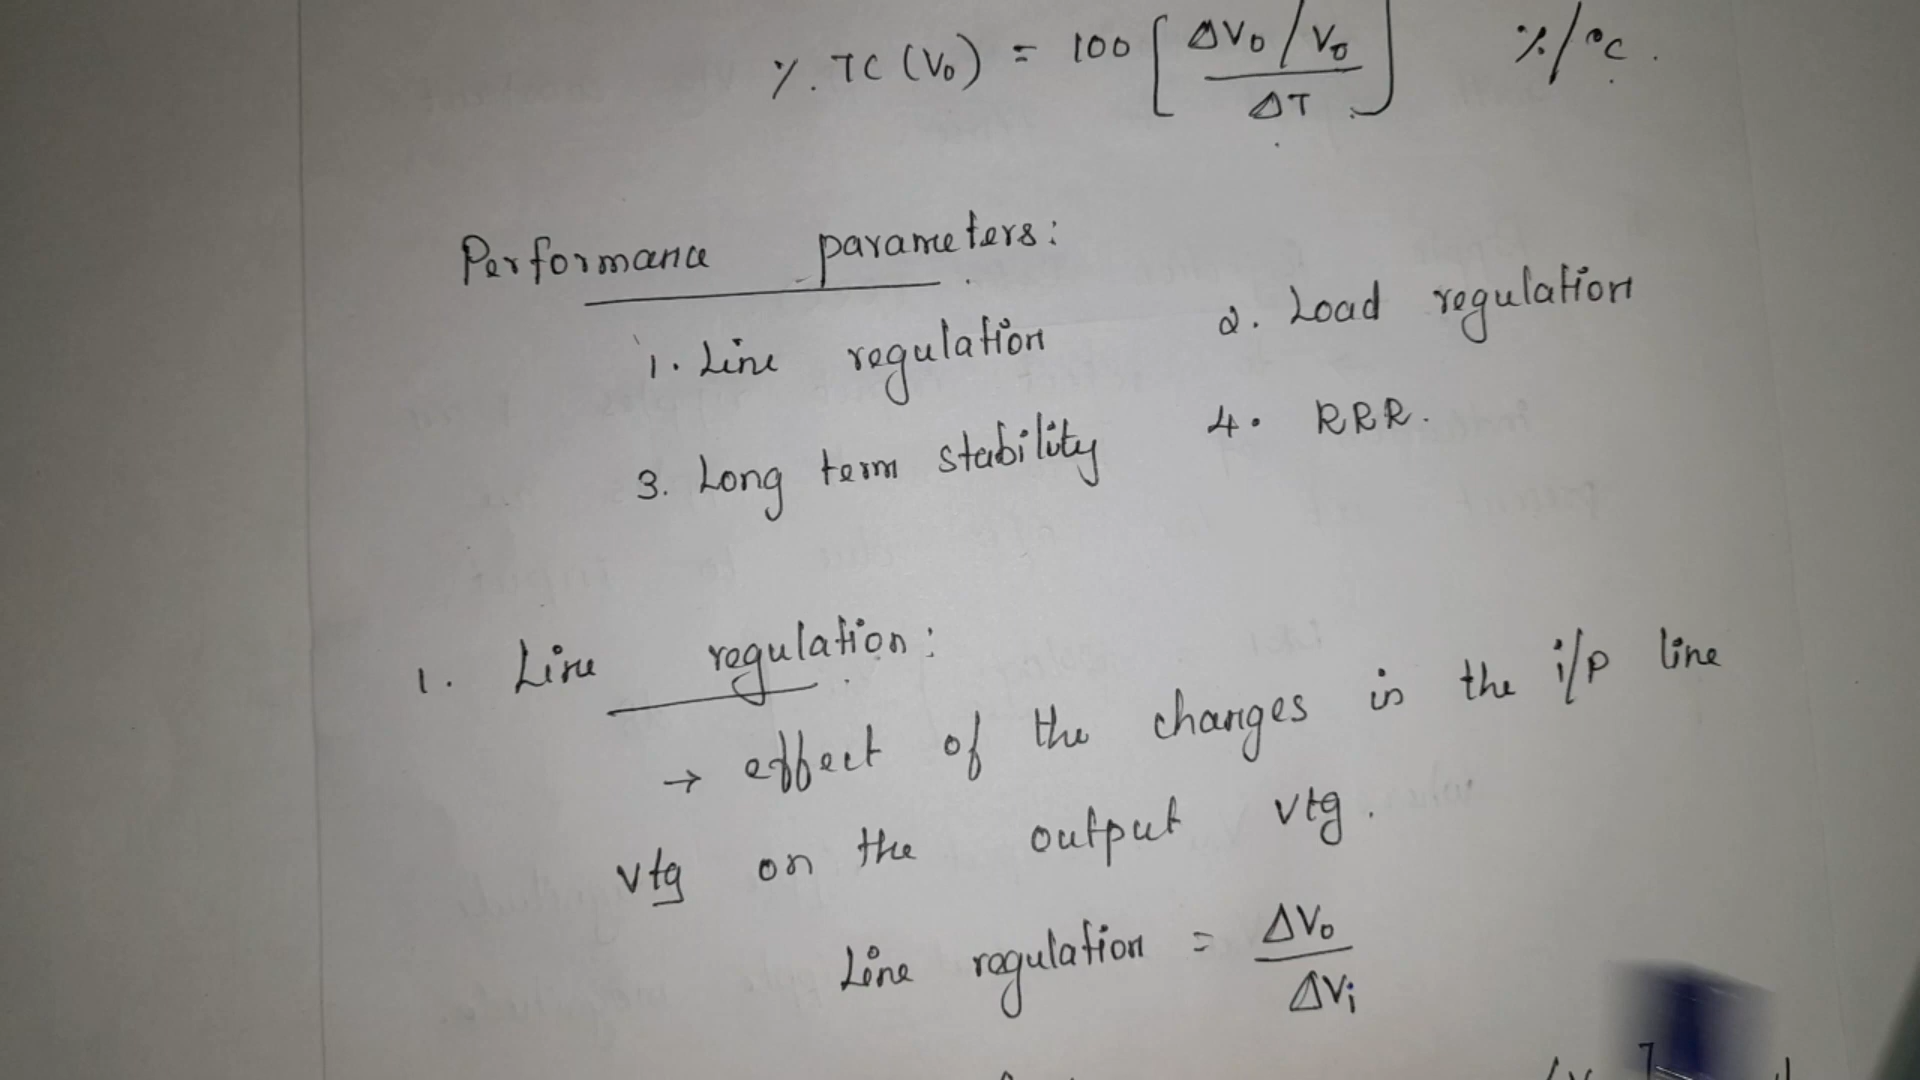 % TC (V₀) = 100 [ ΔV₀/V₀ / ΔT ] %/°C.
Performance parameters:
1. Line regulation 2. Load regulation
3. Long term stability 4. RRR.
1. Line regulation:
→ effect of the changes in the i/p line
vtg on the output vtg.
Line regulation = ΔV₀ / ΔVi